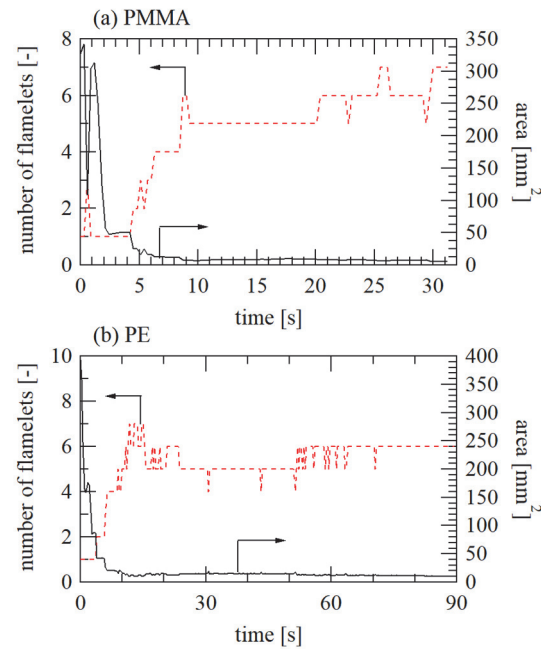 (a) PMMA
8 350
300
6 250
200
4
150
2 100
50
0 0
0 5 10 15 20 25 30
number of flamelets [-]
area [mm²]
time [s]
(b) PE
10 400
350
8 300
6 250
200
4 150
100
2
50
0 0
0 30 60 90
number of flamelets [-]
area [mm²]
time [s]